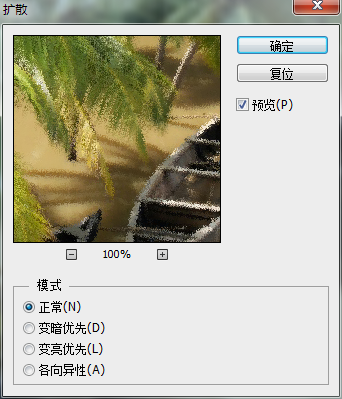 扩散
确定
复位
预览(P)
100%
模式
正常(N)
变暗优先(D)
变亮优先(L)
各向异性(A)